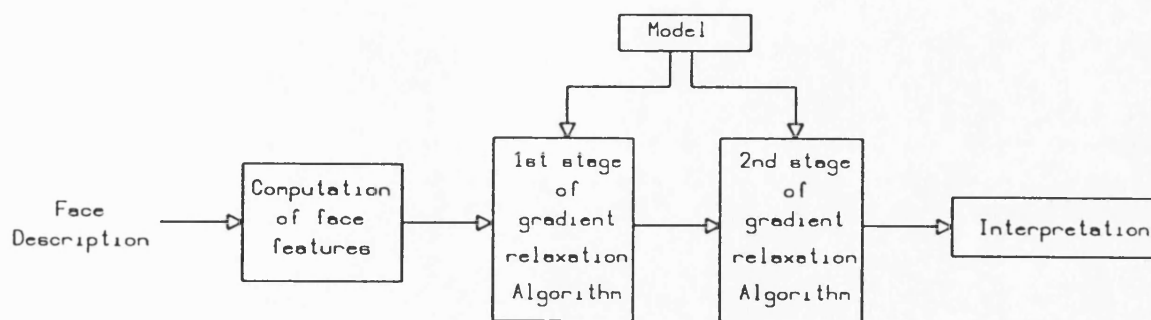 Model
Face
Description
Computation
of face
features
1st stage
of
gradient
relaxation
Algorithm
2nd stage
of
gradient
relaxation
Algorithm
Interpretation